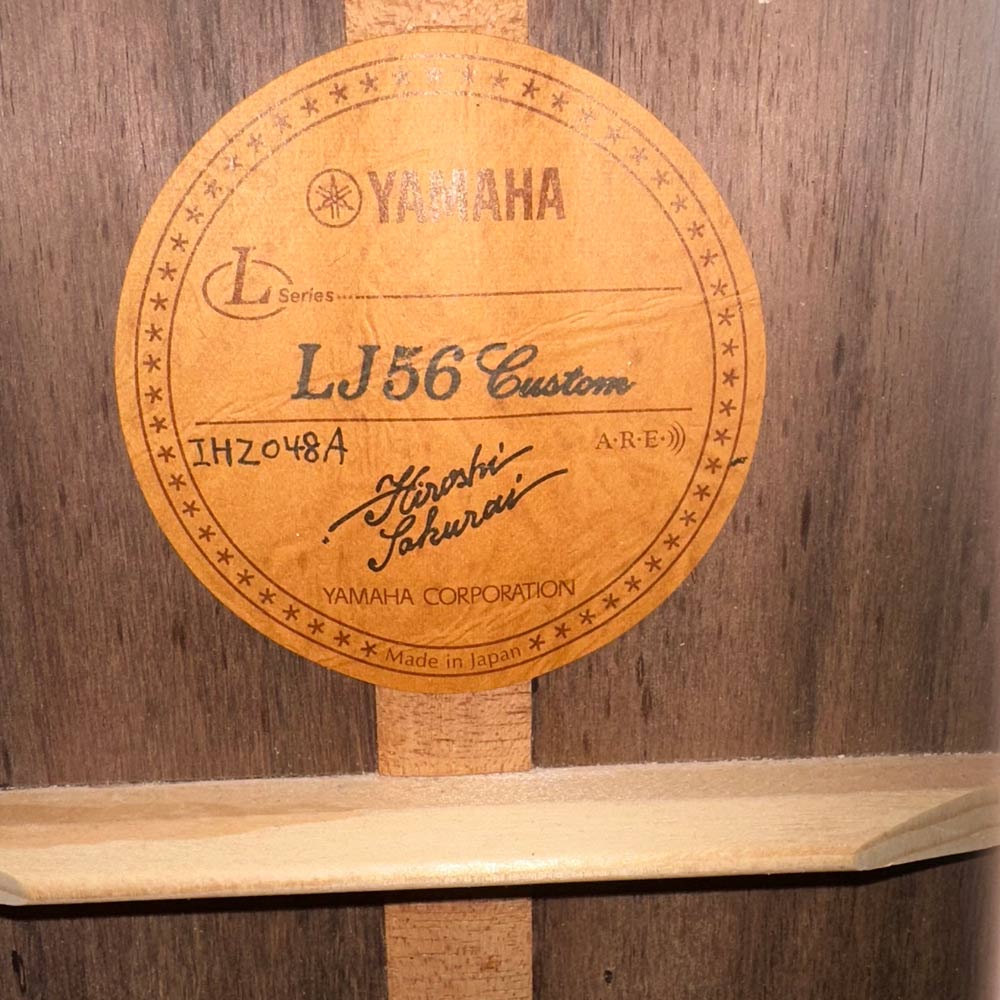 YAMAHA
L Series
LJ56 Custom
IHZ048A
A·R·E·
Hiroshi
Sakurai
YAMAHA CORPORATION
Made in Japan